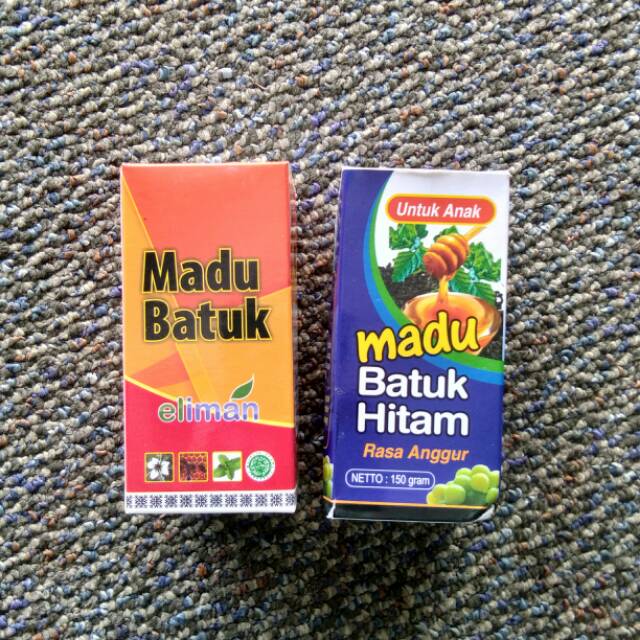 Madu
Batuk
eliman
Untuk Anak
madu
Batuk
Hitam
Rasa Anggur
NETTO : 150 gram